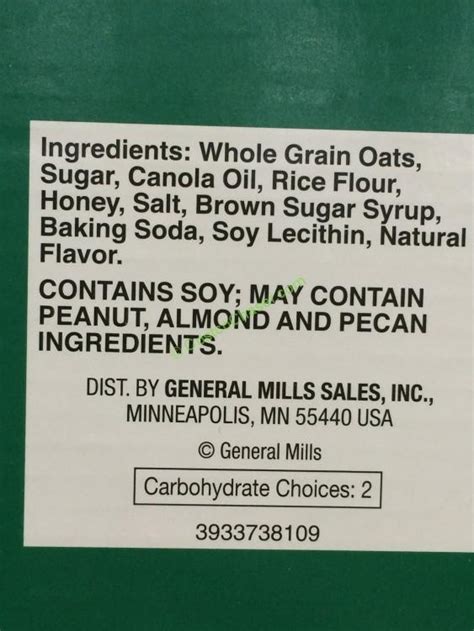 Ingredients: Whole Grain Oats,
Sugar, Canola Oil, Rice Flour,
Honey, Salt, Brown Sugar Syrup,
Baking Soda, Soy Lecithin, Natural
Flavor.
CONTAINS SOY; MAY CONTAIN
PEANUT, ALMOND AND PECAN
INGREDIENTS.
DIST. BY GENERAL MILLS SALES, INC.,
MINNEAPOLIS, MN 55440 USA
© General Mills
Carbohydrate Choices: 2
3933738109